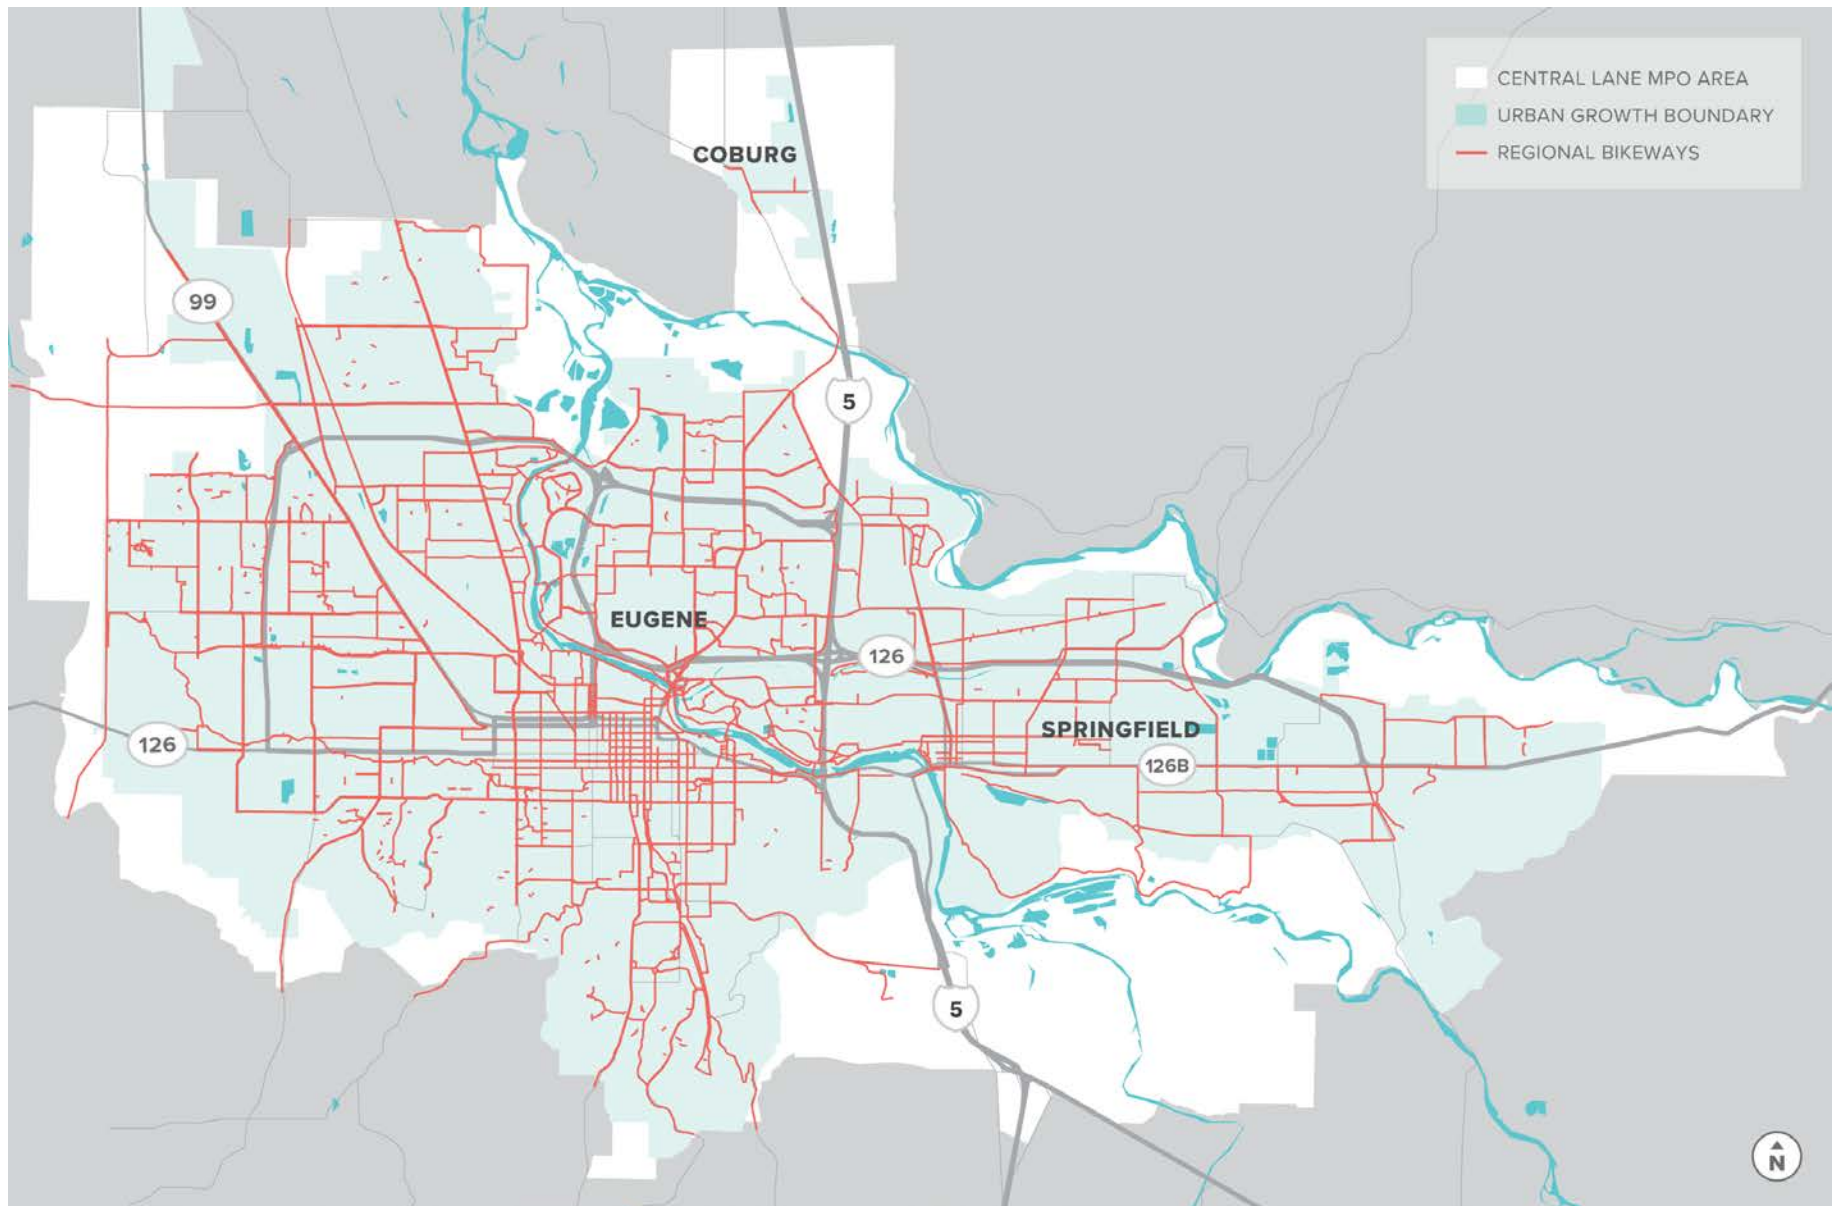 CENTRAL LANE MPO AREA
URBAN GROWTH BOUNDARY
REGIONAL BIKEWAYS
COBURG
99
5
EUGENE
126
SPRINGFIELD
126
126B
5
N